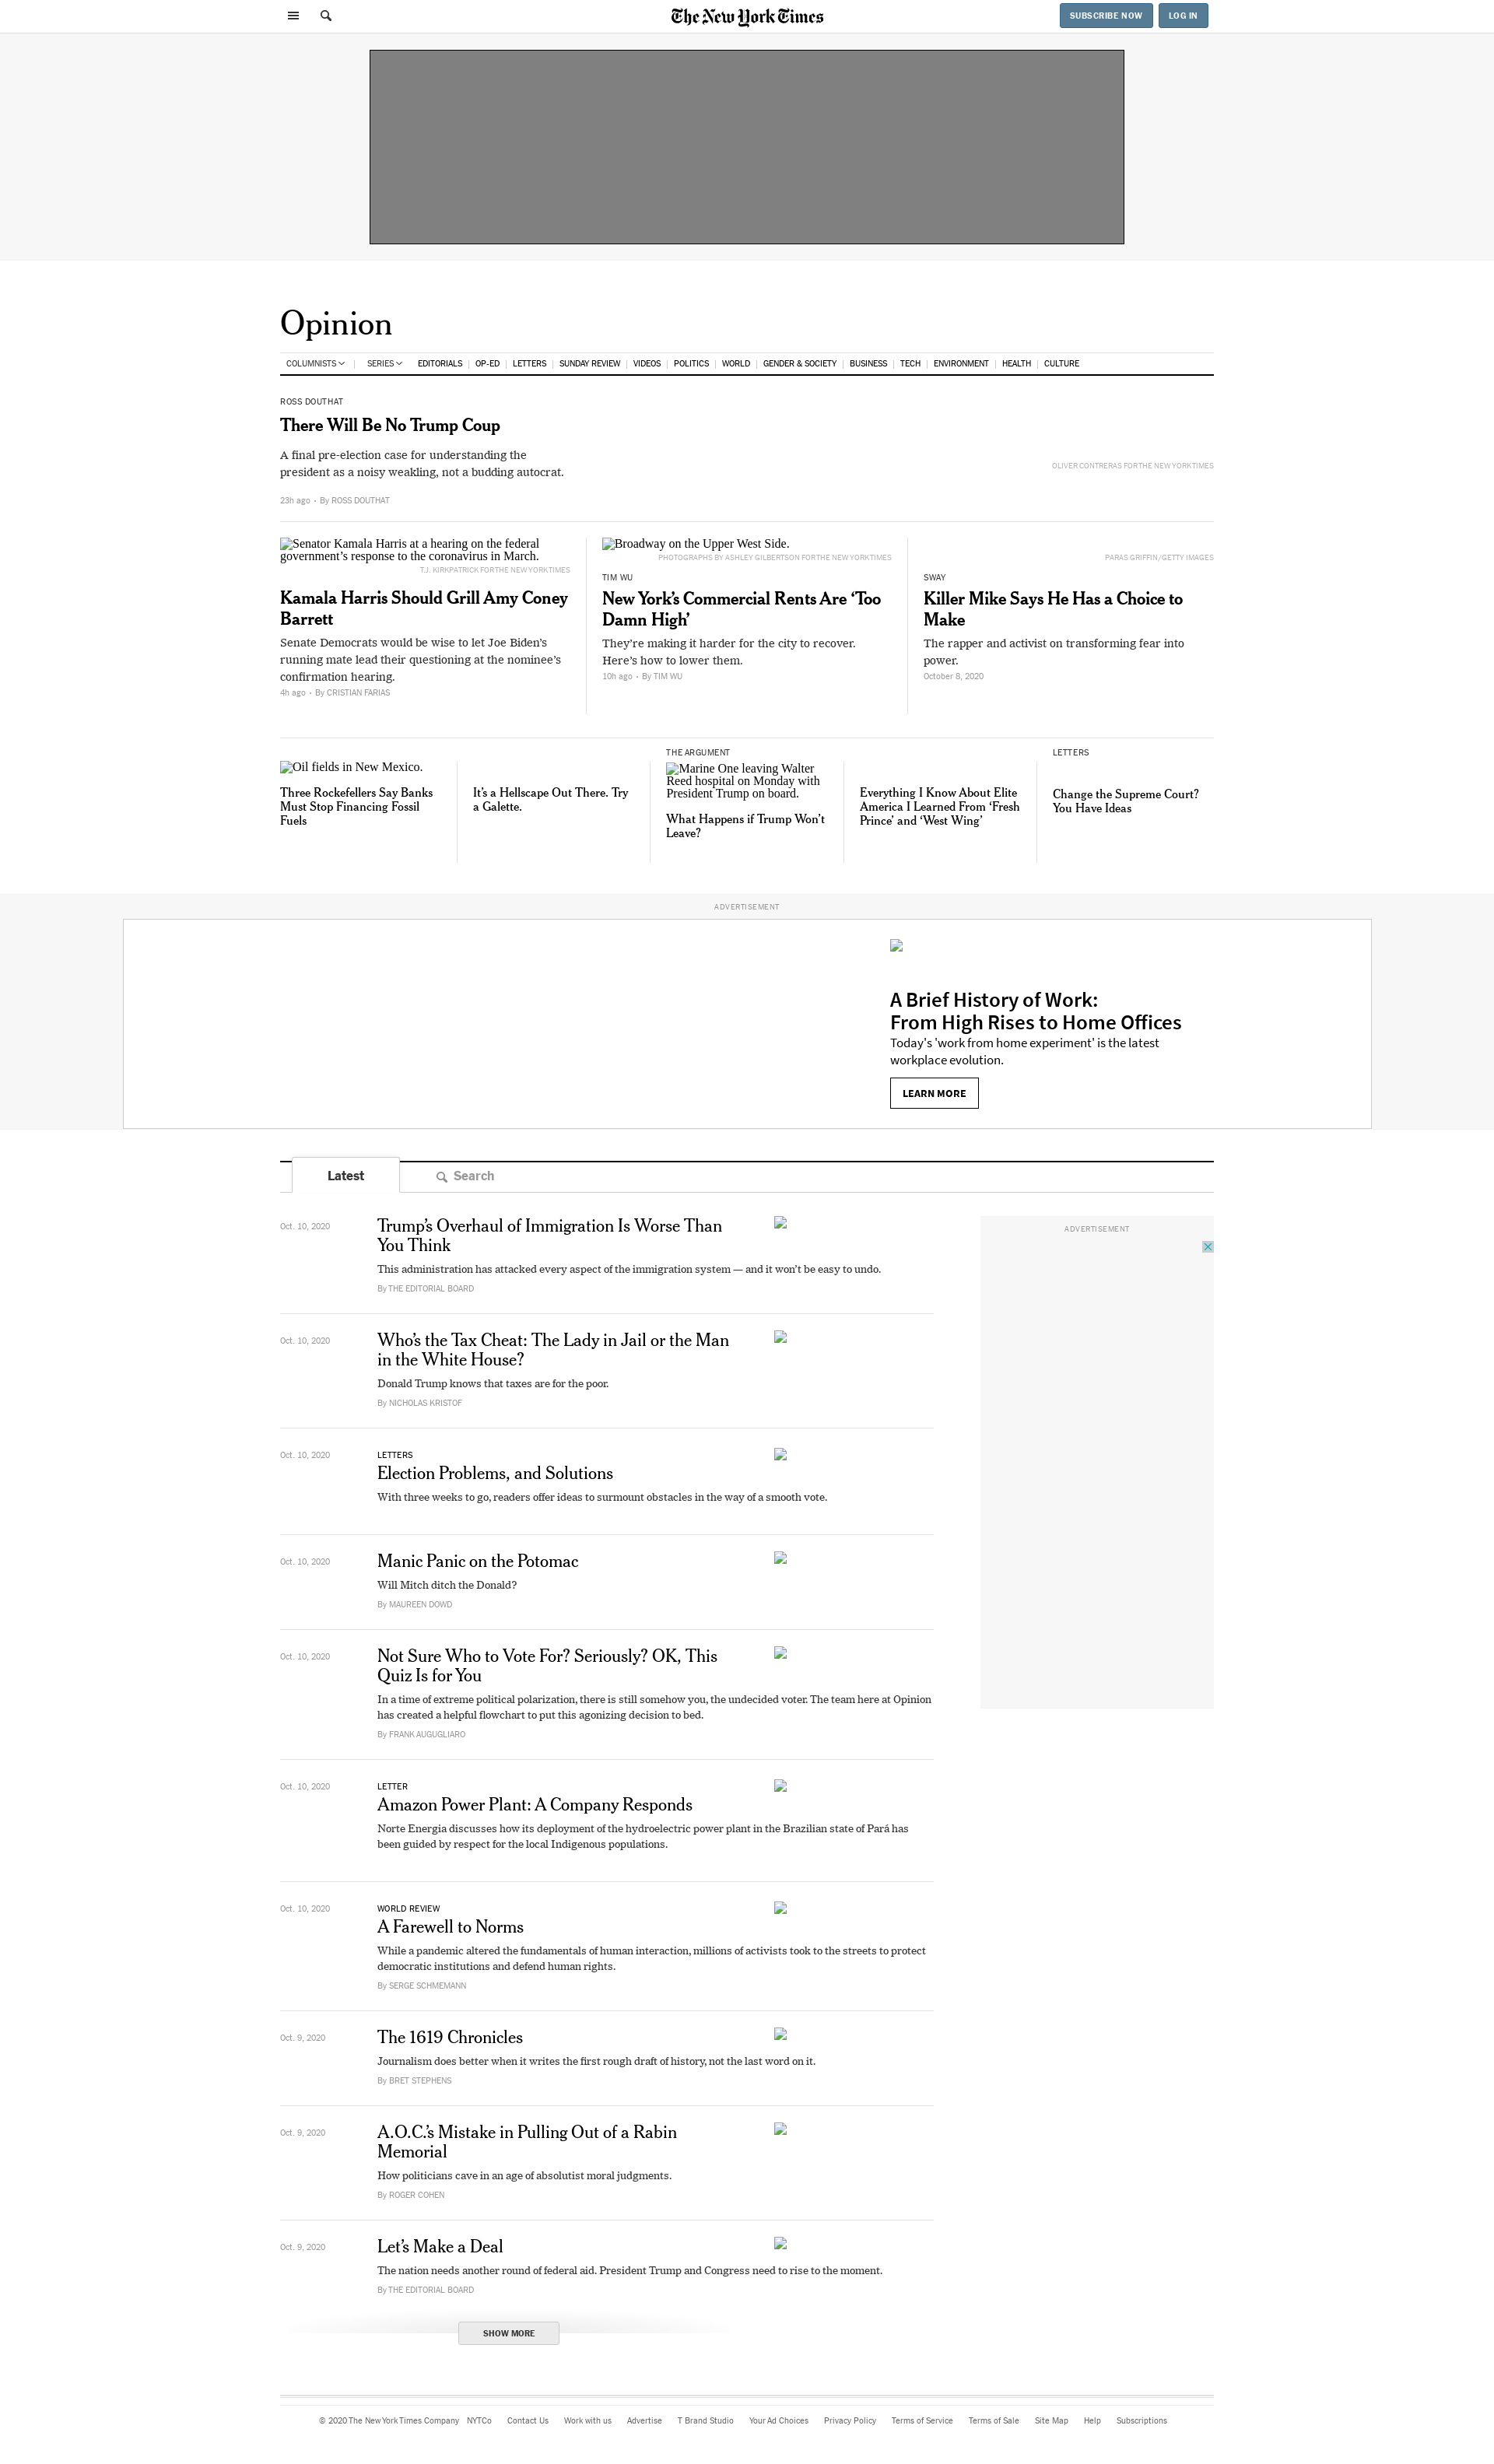 The New York Times
SUBSCRIBE NOW
LOG IN
Opinion
COLUMNISTS
SERIES
EDITORIALS
OP-ED
LETTERS
SUNDAY REVIEW
VIDEOS
POLITICS
WORLD
GENDER & SOCIETY
BUSINESS
TECH
ENVIRONMENT
HEALTH
CULTURE
ROSS DOUTHAT
There Will Be No Trump Coup
A final pre-election case for understanding the
president as a noisy weakling, not a budding autocrat.
23h ago • By ROSS DOUTHAT
OLIVER CONTRERAS FOR THE NEW YORK TIMES
Senator Kamala Harris at a hearing on the federal
government’s response to the coronavirus in March.
T.J. KIRKPATRICK FOR THE NEW YORK TIMES
Kamala Harris Should Grill Amy Coney
Barrett
Senate Democrats would be wise to let Joe Biden’s
running mate lead their questioning at the nominee’s
confirmation hearing.
4h ago • By CRISTIAN FARIAS
Broadway on the Upper West Side.
PHOTOGRAPHS BY ASHLEY GILBERTSON FOR THE NEW YORK TIMES
TIM WU
New York’s Commercial Rents Are ‘Too
Damn High’
They’re making it harder for the city to recover.
Here’s how to lower them.
10h ago • By TIM WU
PARAS GRIFFIN/GETTY IMAGES
SWAY
Killer Mike Says He Has a Choice to
Make
The rapper and activist on transforming fear into
power.
October 8, 2020
Oil fields in New Mexico.
Three Rockefellers Say Banks
Must Stop Financing Fossil
Fuels
It’s a Hellscape Out There. Try
a Galette.
THE ARGUMENT
Marine One leaving Walter
Reed hospital on Monday with
President Trump on board.
What Happens if Trump Won’t
Leave?
Everything I Know About Elite
America I Learned From ‘Fresh
Prince’ and ‘West Wing’
LETTERS
Change the Supreme Court?
You Have Ideas
ADVERTISEMENT
A Brief History of Work:
From High Rises to Home Offices
Today's 'work from home experiment' is the latest
workplace evolution.
LEARN MORE
Latest
Search
ADVERTISEMENT
Oct. 10, 2020
Trump’s Overhaul of Immigration Is Worse Than
You Think
This administration has attacked every aspect of the immigration system — and it won’t be easy to undo.
By THE EDITORIAL BOARD
Oct. 10, 2020
Who’s the Tax Cheat: The Lady in Jail or the Man
in the White House?
Donald Trump knows that taxes are for the poor.
By NICHOLAS KRISTOF
Oct. 10, 2020
LETTERS
Election Problems, and Solutions
With three weeks to go, readers offer ideas to surmount obstacles in the way of a smooth vote.
Oct. 10, 2020
Manic Panic on the Potomac
Will Mitch ditch the Donald?
By MAUREEN DOWD
Oct. 10, 2020
Not Sure Who to Vote For? Seriously? OK, This
Quiz Is for You
In a time of extreme political polarization, there is still somehow you, the undecided voter. The team here at Opinion
has created a helpful flowchart to put this agonizing decision to bed.
By FRANK AUGUGLIARO
Oct. 10, 2020
LETTER
Amazon Power Plant: A Company Responds
Norte Energia discusses how its deployment of the hydroelectric power plant in the Brazilian state of Pará has
been guided by respect for the local Indigenous populations.
Oct. 10, 2020
WORLD REVIEW
A Farewell to Norms
While a pandemic altered the fundamentals of human interaction, millions of activists took to the streets to protect
democratic institutions and defend human rights.
By SERGE SCHMEMANN
Oct. 9, 2020
The 1619 Chronicles
Journalism does better when it writes the first rough draft of history, not the last word on it.
By BRET STEPHENS
Oct. 9, 2020
A.O.C.’s Mistake in Pulling Out of a Rabin
Memorial
How politicians cave in an age of absolutist moral judgments.
By ROGER COHEN
Oct. 9, 2020
Let’s Make a Deal
The nation needs another round of federal aid. President Trump and Congress need to rise to the moment.
By THE EDITORIAL BOARD
SHOW MORE
© 2020 The New York Times Company
NYTCo
Contact Us
Work with us
Advertise
T Brand Studio
Your Ad Choices
Privacy Policy
Terms of Service
Terms of Sale
Site Map
Help
Subscriptions